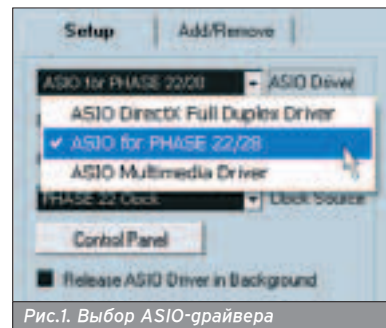 Setup Add/Remove
ASIO for PHASE 22/28 ASIO Driver
ASIO DirectX Full Duplex Driver
✓ ASIO for PHASE 22/28
ASIO Multimedia Driver
PHASE 22 Clock Clock Source
Control Panel
Release ASIO Driver in Background
Рис.1. Выбор ASIO-драйвера